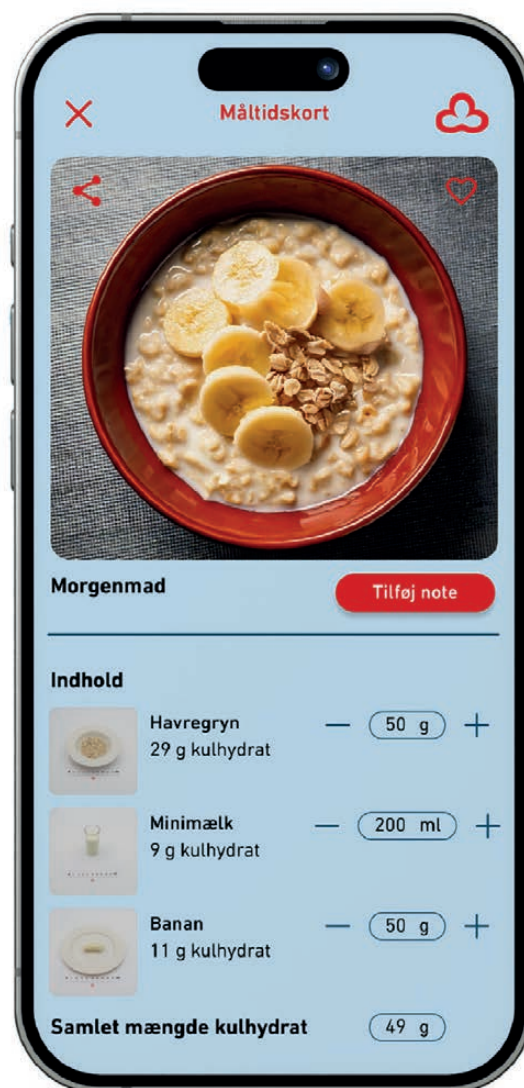 Måltidskort
Morgenmad
Tilføj note
Indhold
Havregryn
29 g kulhydrat
50 g
Minimælk
9 g kulhydrat
200 ml
Banan
11 g kulhydrat
50 g
Samlet mængde kulhydrat
49 g